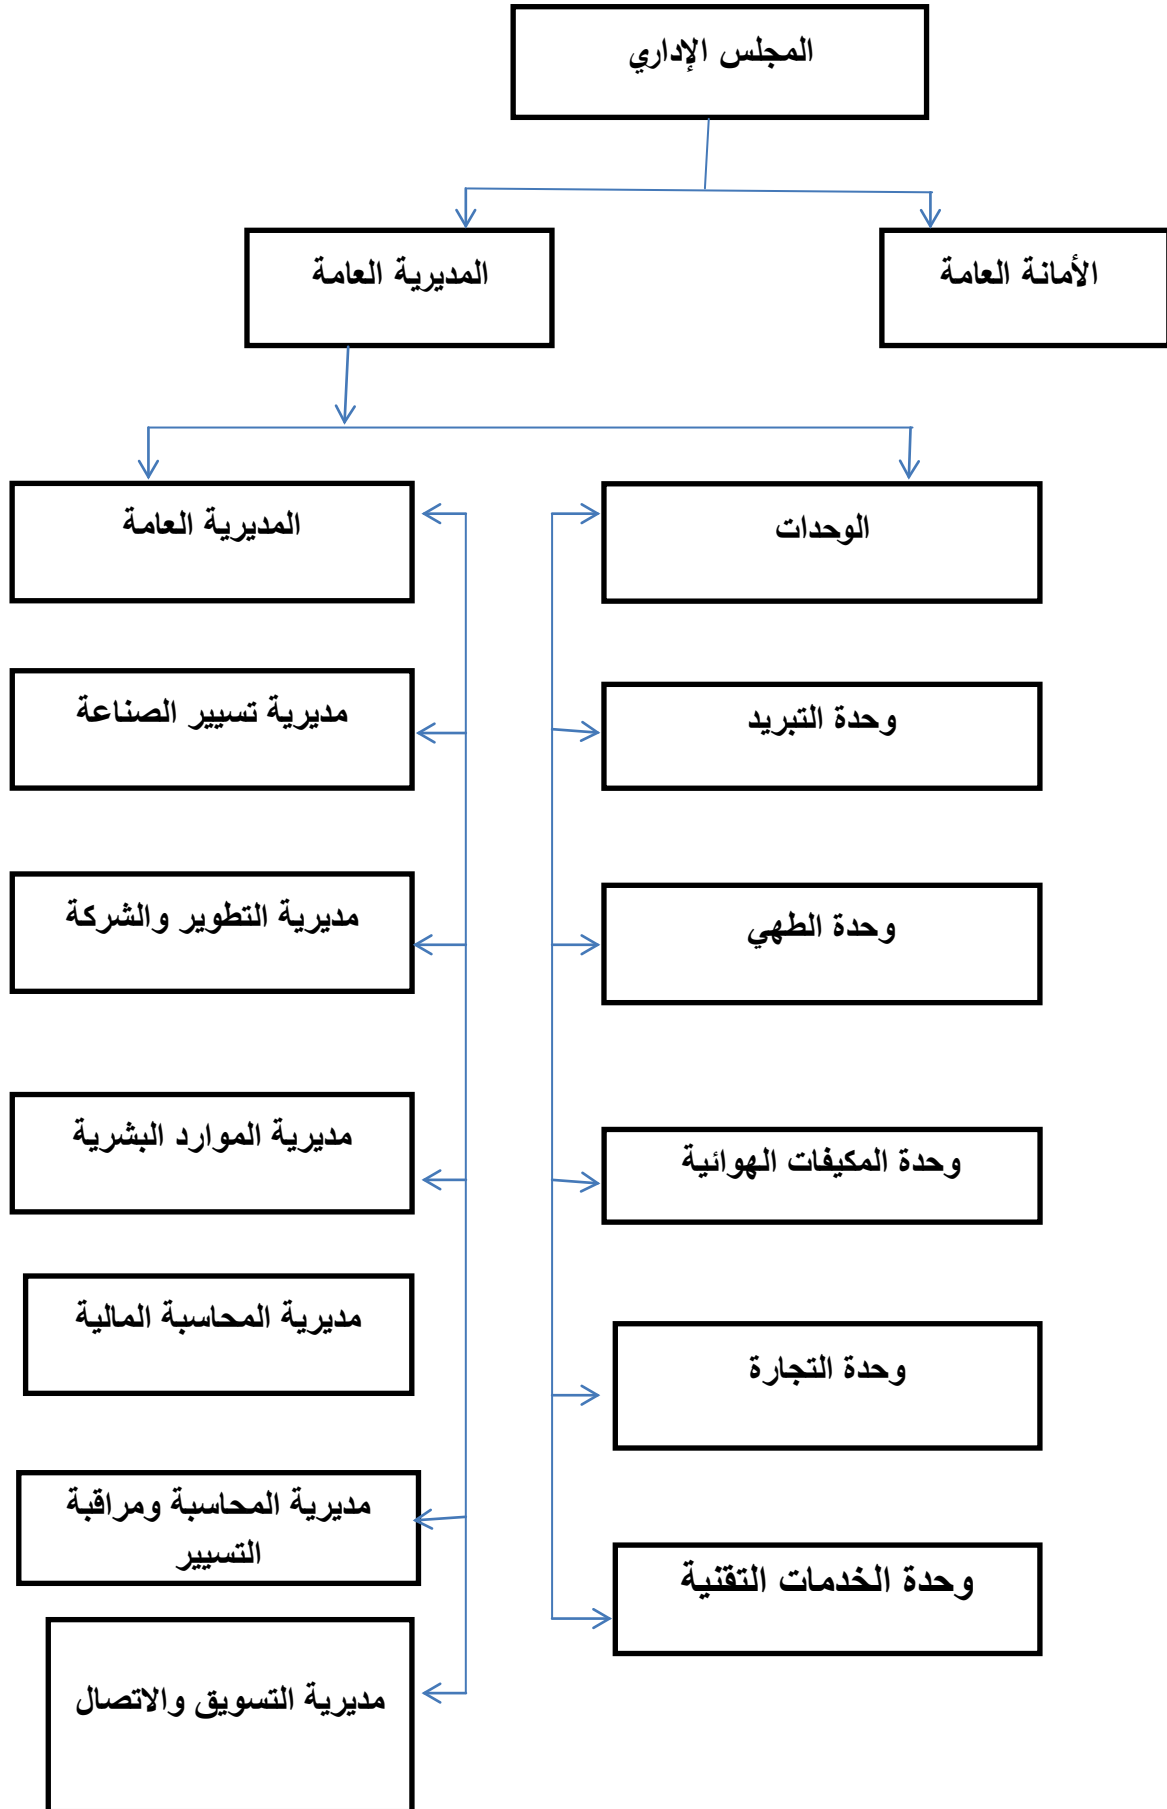 المجلس الإداري
الأمانة العامة
المديرية العامة
الوحدات
المديرية العامة
وحدة التبريد
مديرية تسيير الصناعة
وحدة الطهي
مديرية التطوير والشركة
وحدة المكيفات الهوائية
مديرية الموارد البشرية
وحدة التجارة
مديرية المحاسبة المالية
وحدة الخدمات التقنية
مديرية المحاسبة ومراقبة
التسيير
مديرية التسويق والاتصال